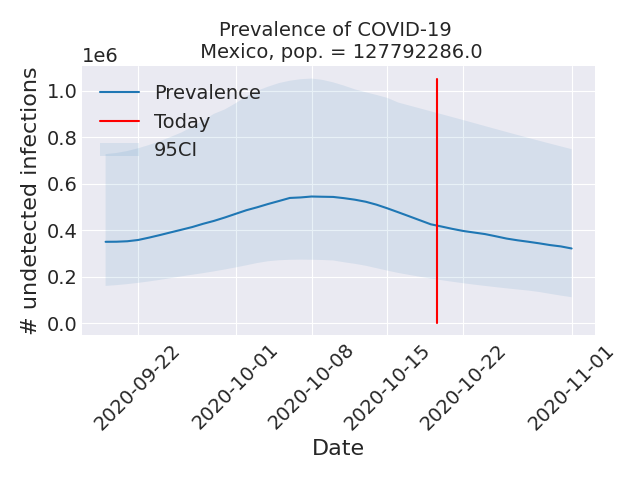 Prevalence of COVID-19
Mexico, pop. = 127792286.0
1e6
# undetected infections
1.0
0.8
0.6
0.4
0.2
0.0
Prevalence
Today
95CI
2020-09-22
2020-10-01
2020-10-08
2020-10-15
2020-10-22
2020-11-01
Date